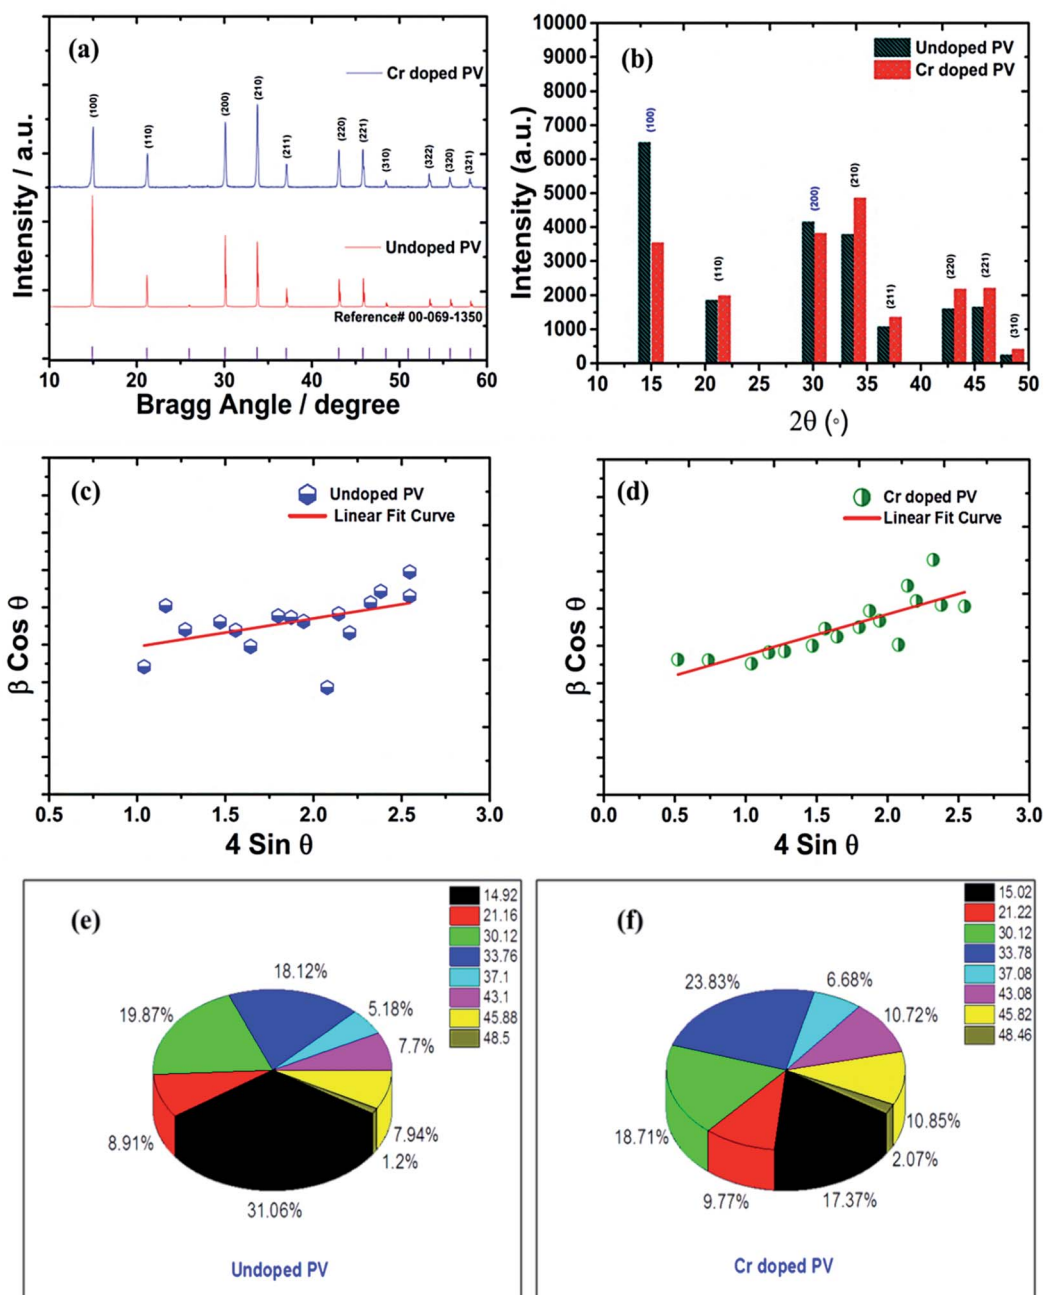 (a)
Cr doped PV
(100)
(110)
(200)
(210)
(211)
(220)
(221)
(310)
(322)
(320)
(321)
Undoped PV
Reference# 00-069-1350
Intensity / a.u.
10 20 30 40 50 60
Bragg Angle / degree
(b)
Undoped PV
Cr doped PV
10000
9000
8000
7000
6000
5000
4000
3000
2000
1000
0
Intensity (a.u.)
(100)
(110)
(200)
(210)
(211)
(220)
(221)
(310)
10 15 20 25 30 35 40 45 50
2θ (◦)
(c)
Undoped PV
Linear Fit Curve
β Cos θ
0.5 1.0 1.5 2.0 2.5 3.0
4 Sin θ
(d)
Cr doped PV
Linear Fit Curve
β Cos θ
0.0 0.5 1.0 1.5 2.0 2.5 3.0
4 Sin θ
(e)
14.92
21.16
30.12
33.76
37.1
43.1
45.88
48.5
18.12%
5.18%
19.87%
7.7%
8.91%
7.94%
1.2%
31.06%
Undoped PV
(f)
15.02
21.22
30.12
33.78
37.08
43.08
45.82
48.46
23.83%
6.68%
10.72%
18.71%
10.85%
2.07%
9.77%
17.37%
Cr doped PV